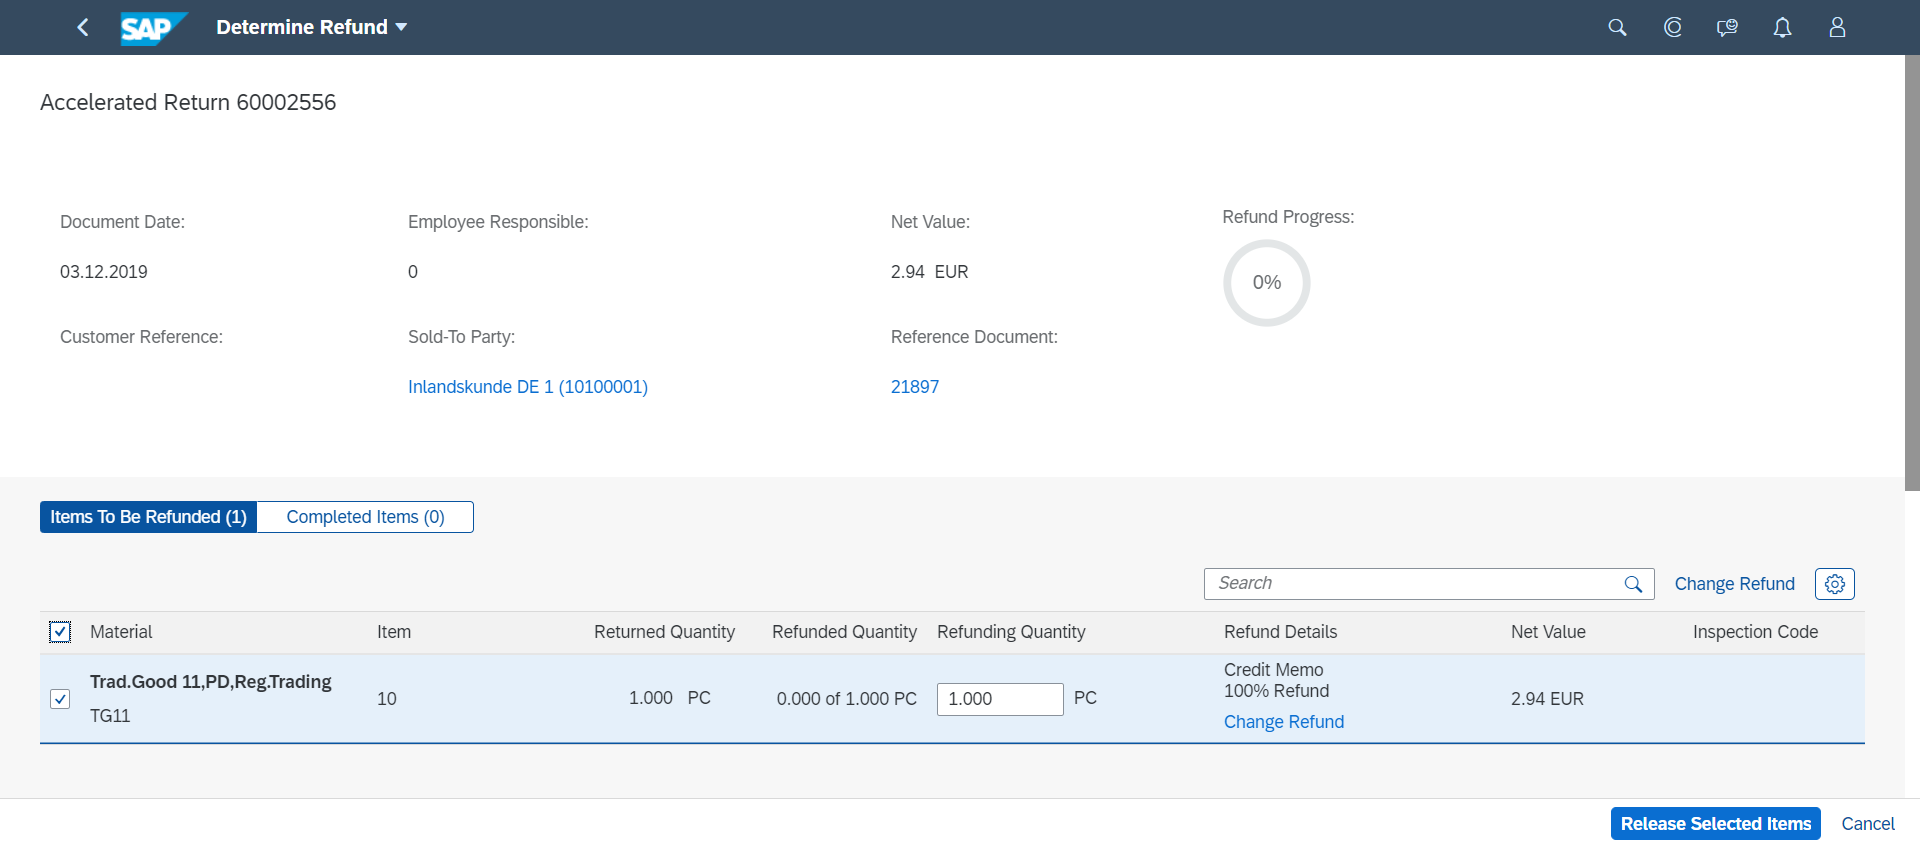 SAP
Determine Refund
Accelerated Return 60002556
Document Date:
Employee Responsible:
Net Value:
Refund Progress:
03.12.2019
0
2.94 EUR
0%
Customer Reference:
Sold-To Party:
Reference Document:
Inlandskunde DE 1 (10100001)
21897
Items To Be Refunded (1)
Completed Items (0)
Search
Change Refund
Material
Item
Returned Quantity
Refunded Quantity
Refunding Quantity
Refund Details
Net Value
Inspection Code
Trad.Good 11,PD,Reg.Trading
TG11
10
1.000 PC
0.000 of 1.000 PC
1.000 PC
Credit Memo
100% Refund
Change Refund
2.94 EUR
Release Selected Items
Cancel